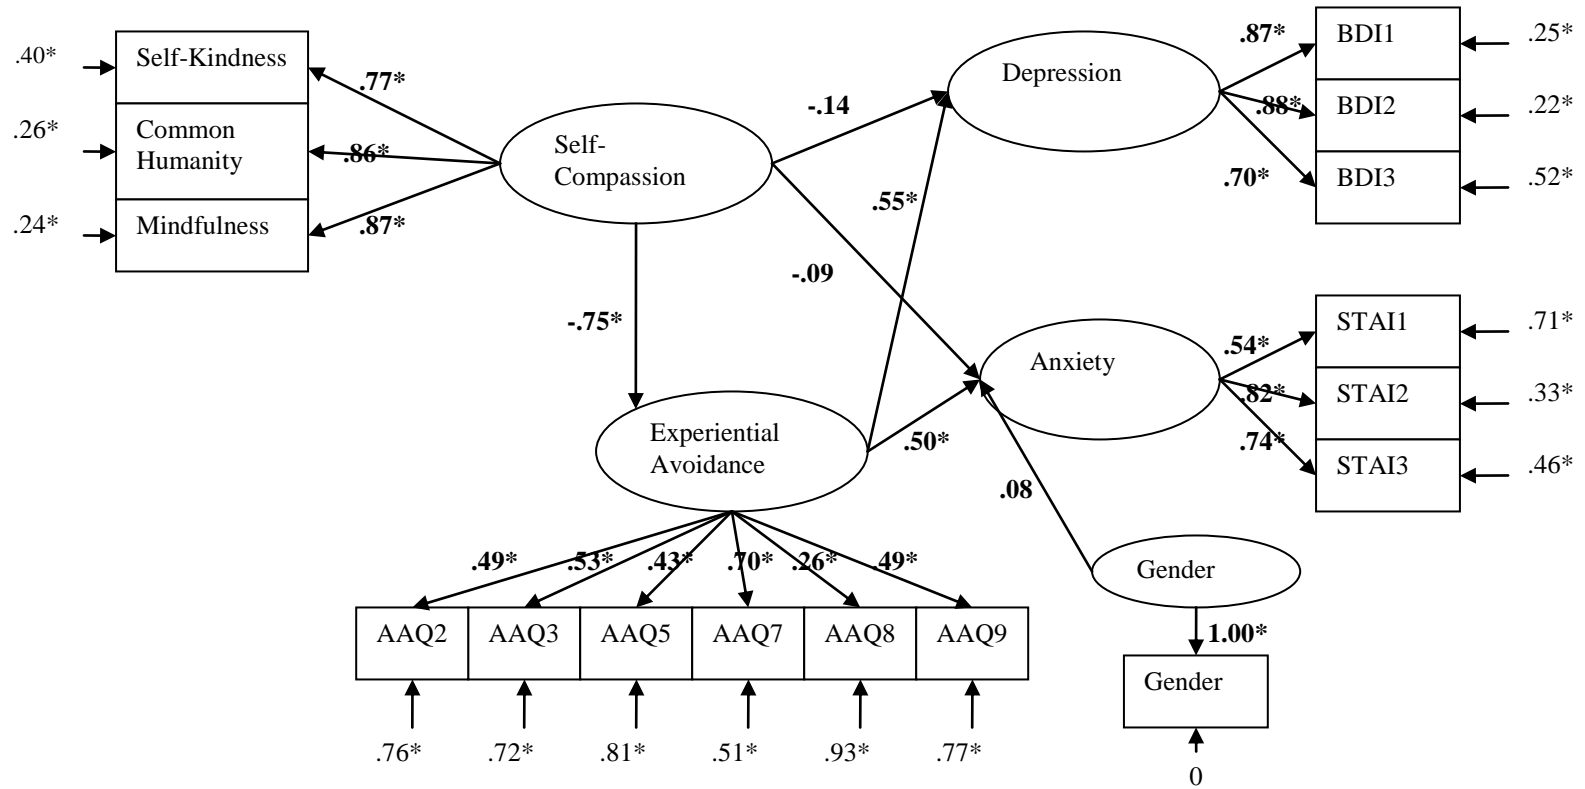 .40*
Self-Kindness
.77*
.26*
Common
Humanity
.86*
.24*
Mindfulness
.87*
Self-
Compassion
-.14
-.09
-.75*
.55*
Depression
.87*
BDI1
.25*
.88*
BDI2
.22*
.70*
BDI3
.52*
Anxiety
.54*
STAI1
.71*
.82*
STAI2
.33*
.74*
STAI3
.46*
Experiential
Avoidance
.50*
.08
Gender
1.00*
Gender
0
.49*
.53*
.43*
.70*
.26*
.49*
AAQ2
AAQ3
AAQ5
AAQ7
AAQ8
AAQ9
.76*
.72*
.81*
.51*
.93*
.77*